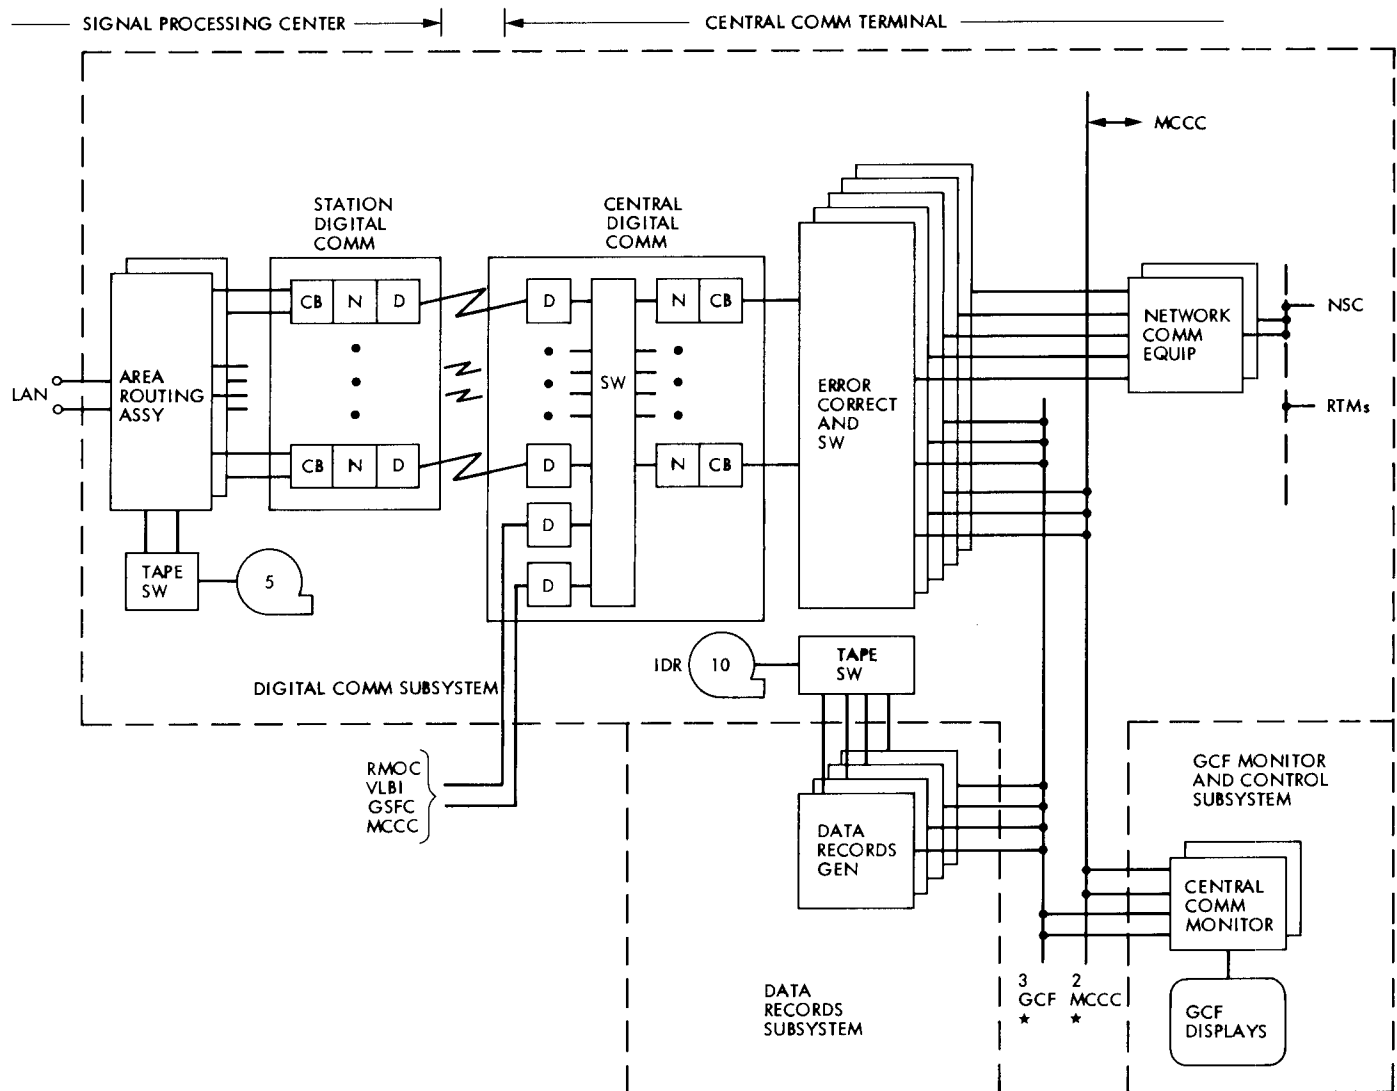 SIGNAL PROCESSING CENTER
CENTRAL COMM TERMINAL
MCCC
STATION
DIGITAL
COMM
CENTRAL
DIGITAL
COMM
CB N D
D
N CB
NETWORK
COMM
EQUIP
NSC
LAN
AREA
ROUTING
ASSY
SW
ERROR
CORRECT
AND
SW
RTMs
CB N D
D
N CB
D
D
TAPE
SW
5
IDR
10
TAPE
SW
DIGITAL COMM SUBSYSTEM
RMOC
VLBI
GSFC
MCCC
DATA
RECORDS
GEN
GCF MONITOR
AND CONTROL
SUBSYSTEM
CENTRAL
COMM
MONITOR
DATA
RECORDS
SUBSYSTEM
3
GCF
★
2
MCCC
★
GCF
DISPLAYS